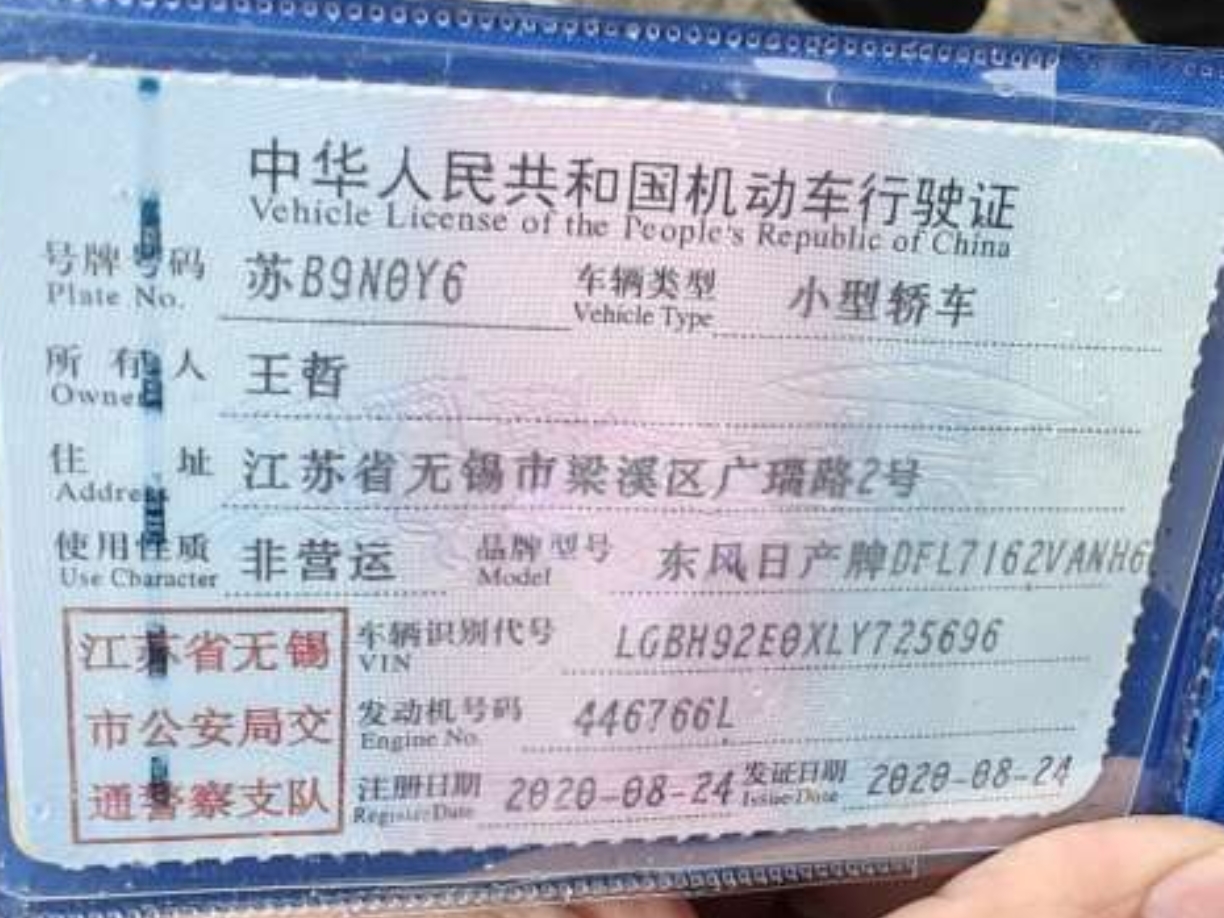 中华人民共和国机动车行驶证
Vehicle License of the People's Republic of China
号牌号码 苏B9N0Y6 车辆类型 小型轿车
Plate No. Vehicle Type
所有人 王哲
Owner
住址 江苏省无锡市梁溪区广瑞路2号
Address
使用性质 非营运 品牌型号 东风日产牌DFL7162VANH6
Use Character Model
江苏省无锡 车辆识别代号 LGBH92E0XLY725696
VIN
市公安局交 发动机号码 446766L
Engine No.
通警察支队 注册日期 2020-08-24 发证日期 2020-08-24
Register Date Issue Date